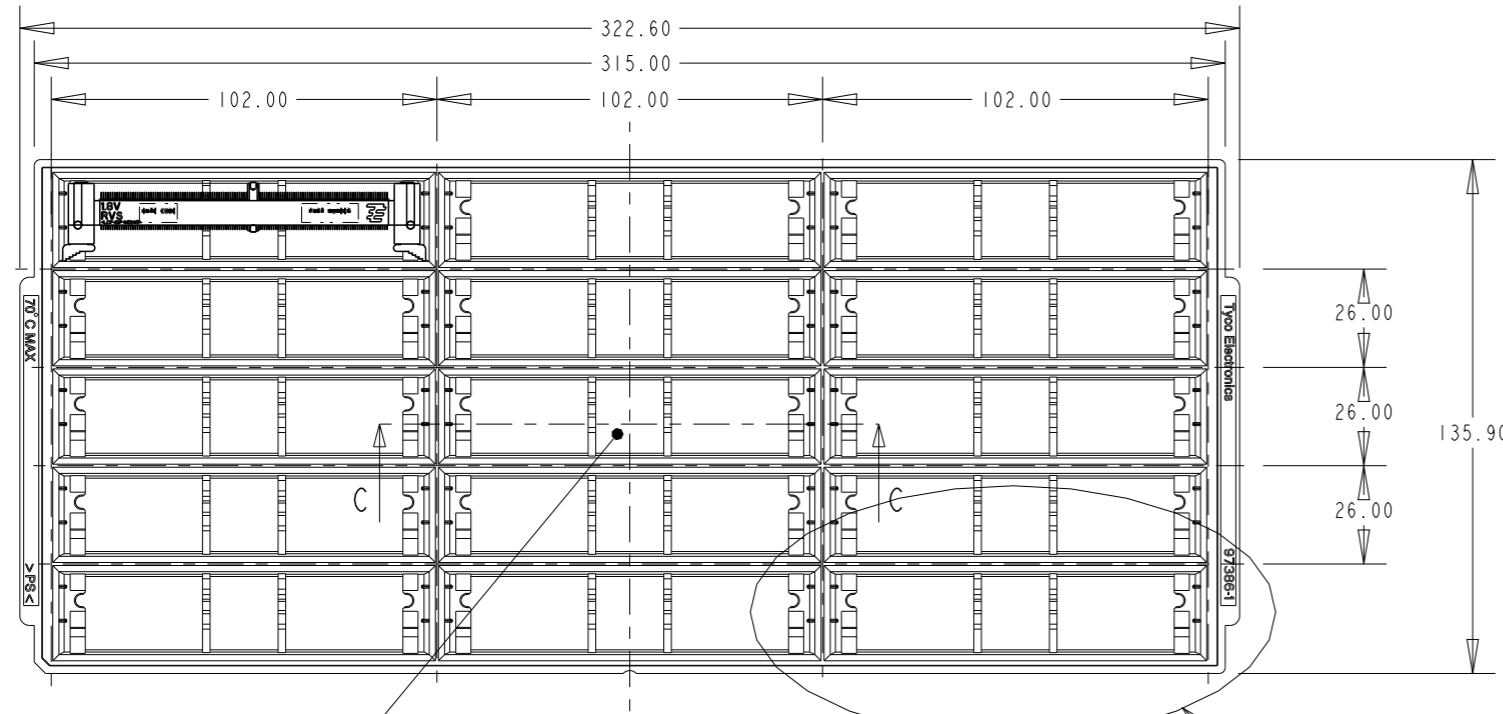 322.60
315.00
102.00 102.00 102.00
1.8V
RVS
70°C MAX
Tyco Electronics
26.00
26.00
135.90
C C
26.00
>PS<
97386-1